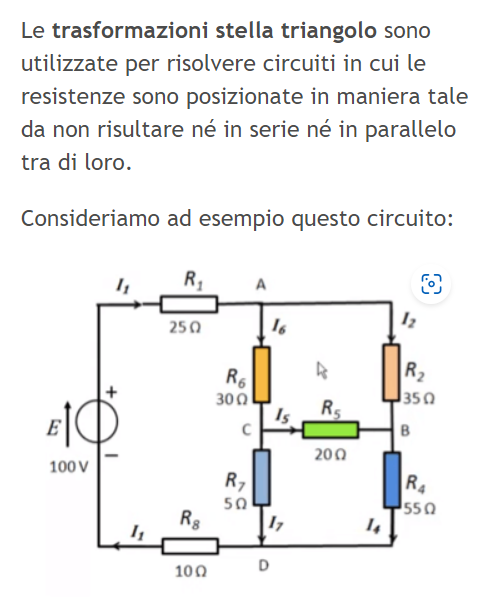 Le trasformazioni stella triangolo sono
utilizzate per risolvere circuiti in cui le
resistenze sono posizionate in maniera tale
da non risultare né in serie né in parallelo
tra di loro.
Consideriamo ad esempio questo circuito:
I₁
R₁
A
25Ω
I₆
I₂
R₆
30Ω
R₂
35Ω
+
E
100V
C
I₅
R₅
B
20Ω
R₇
5Ω
R₄
55Ω
I₁
R₈
I₇
I₄
10Ω
D